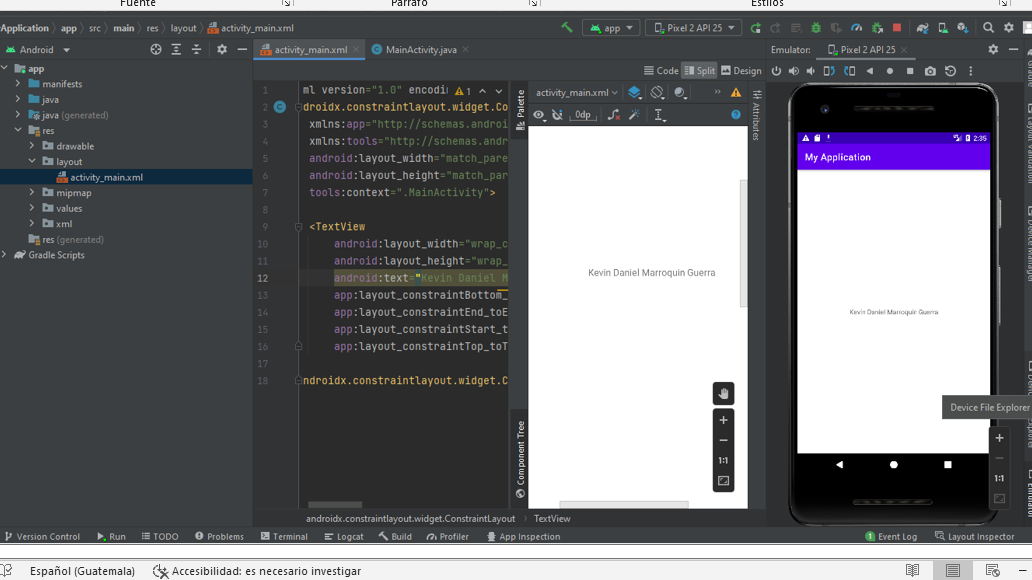 Fuente Párrafo Estilos
Application app src main res layout activity_main.xml app Pixel 2 API 25
Android activity_main.xml MainActivity.java Emulator: Pixel 2 API 25
Code Split Design
app
manifests
java
java (generated)
res
drawable
layout
activity_main.xml
mipmap
values
xml
res (generated)
Gradle Scripts
1 ml version="1.0" encodi 1
2 droidx.constraintlayout.widget.Co
3 xmlns:app="http://schemas.androi
4 xmlns:tools="http://schemas.andr
5 android:layout_width="match_pare
6 android:layout_height="match_par
7 tools:context=".MainActivity">
8
9 <TextView
10 android:layout_width="wrap_c
11 android:layout_height="wrap_
12 android:text="Kevin Daniel M
13 app:layout_constraintBottom_
14 app:layout_constraintEnd_toE
15 app:layout_constraintStart_t
16 app:layout_constraintTop_toT
17
18 ndroidx.constraintlayout.widget.C
Palette
Component Tree
activity_main.xml
0dp
Kevin Daniel Marroquin Guerra
1:1
Attributes
2:35
My Application
Kevin Daniel Marroquin Guerra
Device File Explorer
1:1
Emulator
androidx.constraintlayout.widget.ConstraintLayout TextView
Version Control Run TODO Problems Terminal Logcat Build Profiler App Inspection 1 Event Log Layout Inspector
Español (Guatemala) Accesibilidad: es necesario investigar